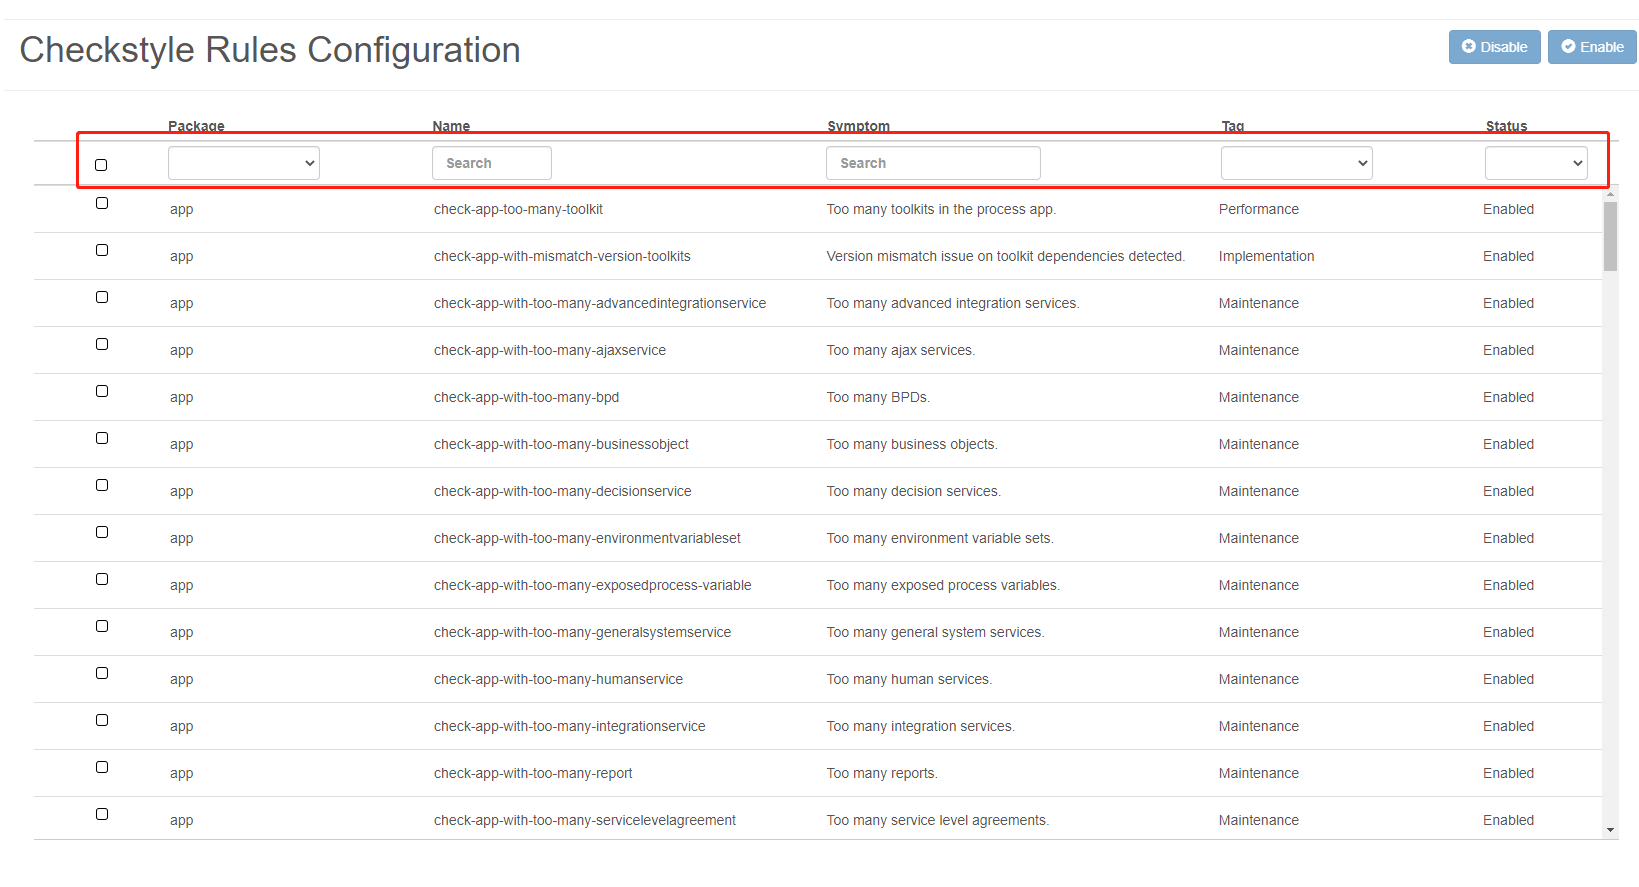 Checkstyle Rules Configuration
Disable Enable
Package Name Symptom Tag Status
Search Search
app check-app-too-many-toolkit Too many toolkits in the process app. Performance Enabled
app check-app-with-mismatch-version-toolkits Version mismatch issue on toolkit dependencies detected. Implementation Enabled
app check-app-with-too-many-advancedintegrationservice Too many advanced integration services. Maintenance Enabled
app check-app-with-too-many-ajaxservice Too many ajax services. Maintenance Enabled
app check-app-with-too-many-bpd Too many BPDs. Maintenance Enabled
app check-app-with-too-many-businessobject Too many business objects. Maintenance Enabled
app check-app-with-too-many-decisionservice Too many decision services. Maintenance Enabled
app check-app-with-too-many-environmentvariableset Too many environment variable sets. Maintenance Enabled
app check-app-with-too-many-exposedprocess-variable Too many exposed process variables. Maintenance Enabled
app check-app-with-too-many-generalsystemservice Too many general system services. Maintenance Enabled
app check-app-with-too-many-humanservice Too many human services. Maintenance Enabled
app check-app-with-too-many-integrationservice Too many integration services. Maintenance Enabled
app check-app-with-too-many-report Too many reports. Maintenance Enabled
app check-app-with-too-many-servicelevelagreement Too many service level agreements. Maintenance Enabled